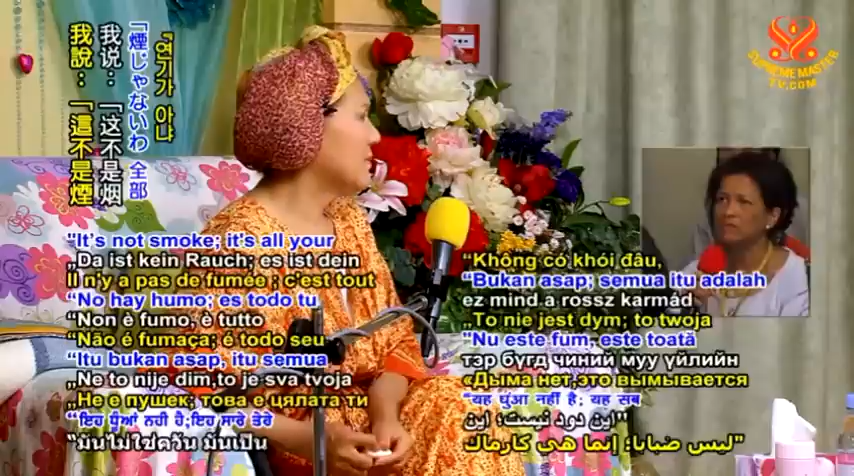 SUPREME MASTER
TV.COM
『연기가 아냐
「煙じゃないわ 全部
我说：「这不是烟
我說：「這不是煙
“It’s not smoke; it's all your
„Da ist kein Rauch; es ist dein
Il n'y a pas de fumée ; c'est tout
“No hay humo; es todo tu
“Non è fumo, è tutto
“Não é fumaça; é todo seu
“Itu bukan asap, itu semua
„Ne to nije dim,to je sva tvoja
„Не е пушек; това е цялата ти
“ਇਹ ਧੂੰਆਂ ਨਹੀਂ ਹੈ;ਇਹ ਸਾਰੇ ਤੇਰੇ
“มันไม่ใช่ควัน มันเป็น
“Không có khói đâu,
“Bukan asap; semua itu adalah
ez mind a rossz karmád
„To nie jest dym; to twoja
“Nu este fum, este toată
тэр бүгд чиний муу үйлийн
«Дыма нет,это вымывается
“यह धुंआ नहीं है; यह सब
"این دود نیست؛ این
"ليس ضبابا؛ إنما هي كارماك